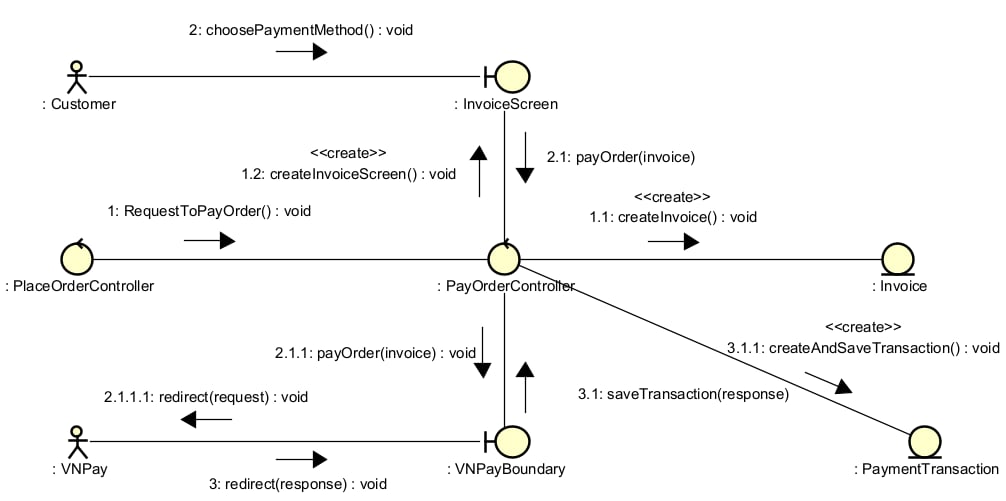 2: choosePaymentMethod() : void
: Customer
: InvoiceScreen
<<create>>
1.2: createInvoiceScreen() : void
2.1: payOrder(invoice)
<<create>>
1.1: createInvoice() : void
1: RequestToPayOrder() : void
: PlaceOrderController
: PayOrderController
: Invoice
<<create>>
3.1.1: createAndSaveTransaction() : void
2.1.1: payOrder(invoice) : void
2.1.1.1: redirect(request) : void
3.1: saveTransaction(response)
: VNPay
: VNPayBoundary
: PaymentTransaction
3: redirect(response) : void